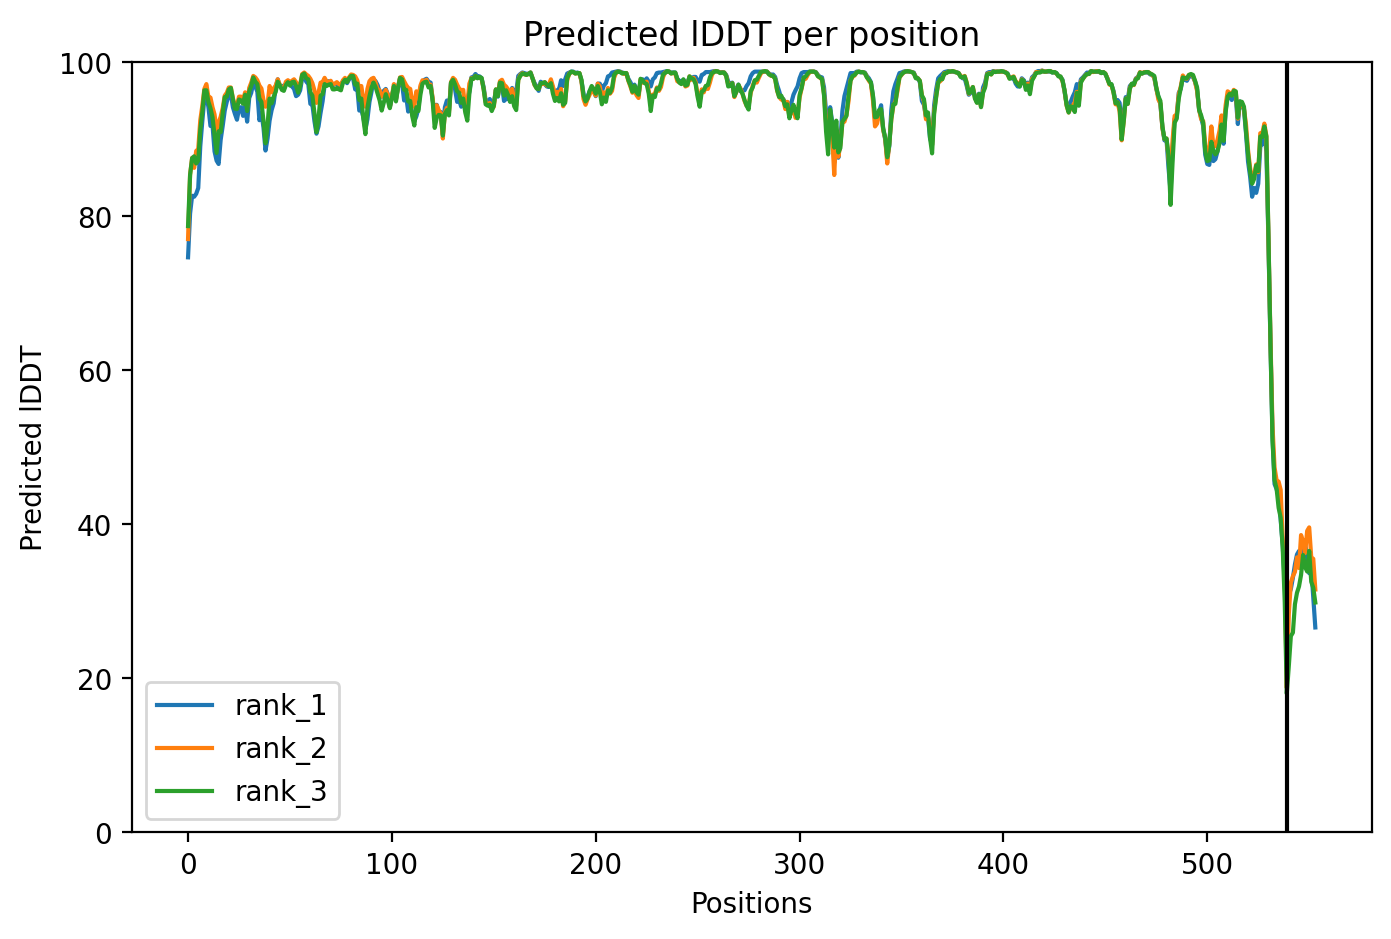 Predicted lDDT per position
100
80
60
40
20
0
Predicted lDDT
rank_1
rank_2
rank_3
0 100 200 300 400 500
Positions